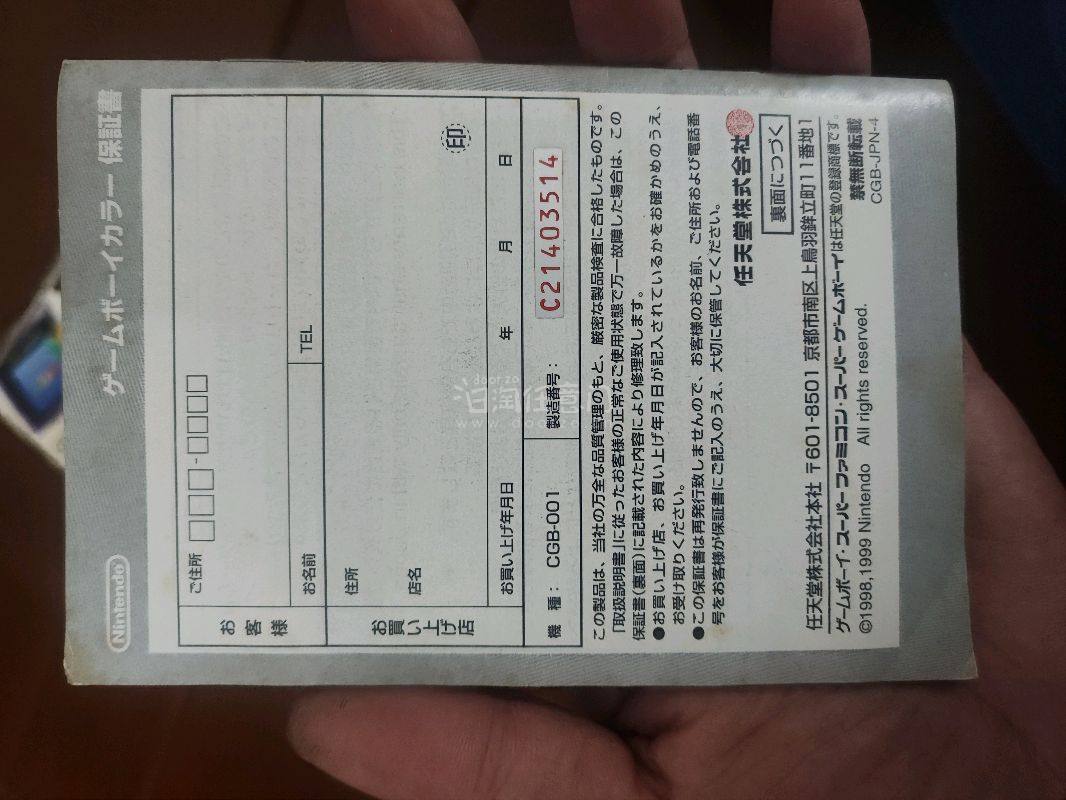 Nintendo
ゲームボーイカラー 保証書
お客様
ご住所
-
お名前
TEL
お買い上げ店
住所
店名
印
お買い上げ年月日
年 月 日
機 種： CGB-001
製造番号：
C21403514
この製品は、当社の万全な品質管理のもと、厳密な製品検査に合格したものです。
「取扱説明書」に従ったお客様の正常なご使用状態で万一故障した場合は、この
保証書(裏面)に記載された内容により修理致します。
●お買い上げ店、お買い上げ年月日が記入されているかをお確かめのうえ、
お受け取りください。
●この保証書は再発行致しませんので、お客様のお名前、ご住所および電話番
号をお客様が保証書にご記入のうえ、大切に保管してください。
任天堂株式会社
裏面につづく
任天堂株式会社本社 〒601-8501 京都市南区上鳥羽鉾立町11番地1
ゲームボーイ・スーパーファミコン・スーパーゲームボーイは任天堂の登録商標です。
©1998,1999 Nintendo All rights reserved.
禁無断転載
CGB-JPN-4